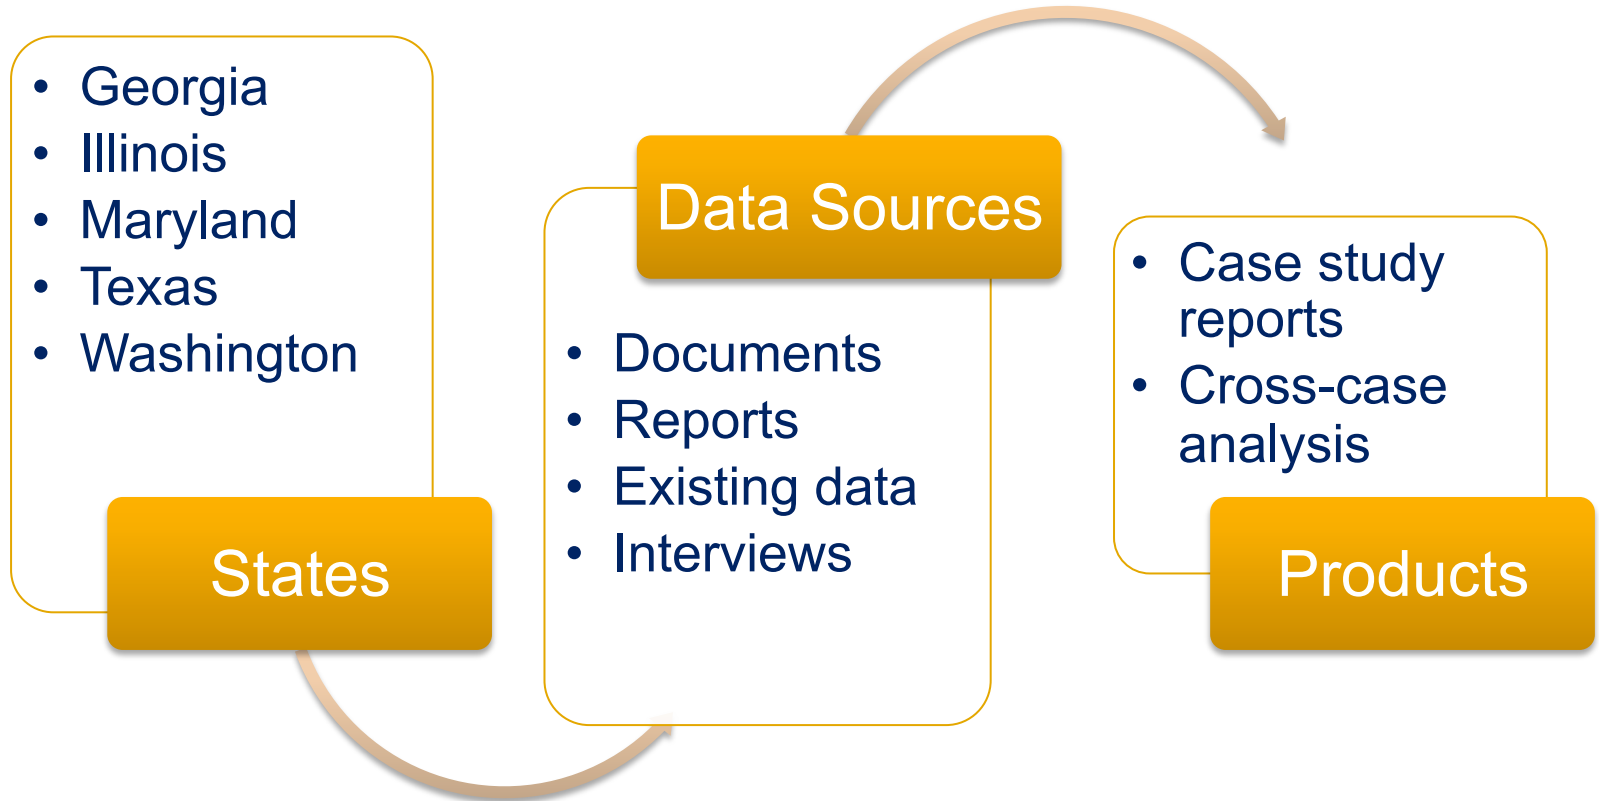 • Georgia
• Illinois
• Maryland
• Texas
• Washington
States
Data Sources
• Documents
• Reports
• Existing data
• Interviews
• Case study
reports
• Cross-case
analysis
Products